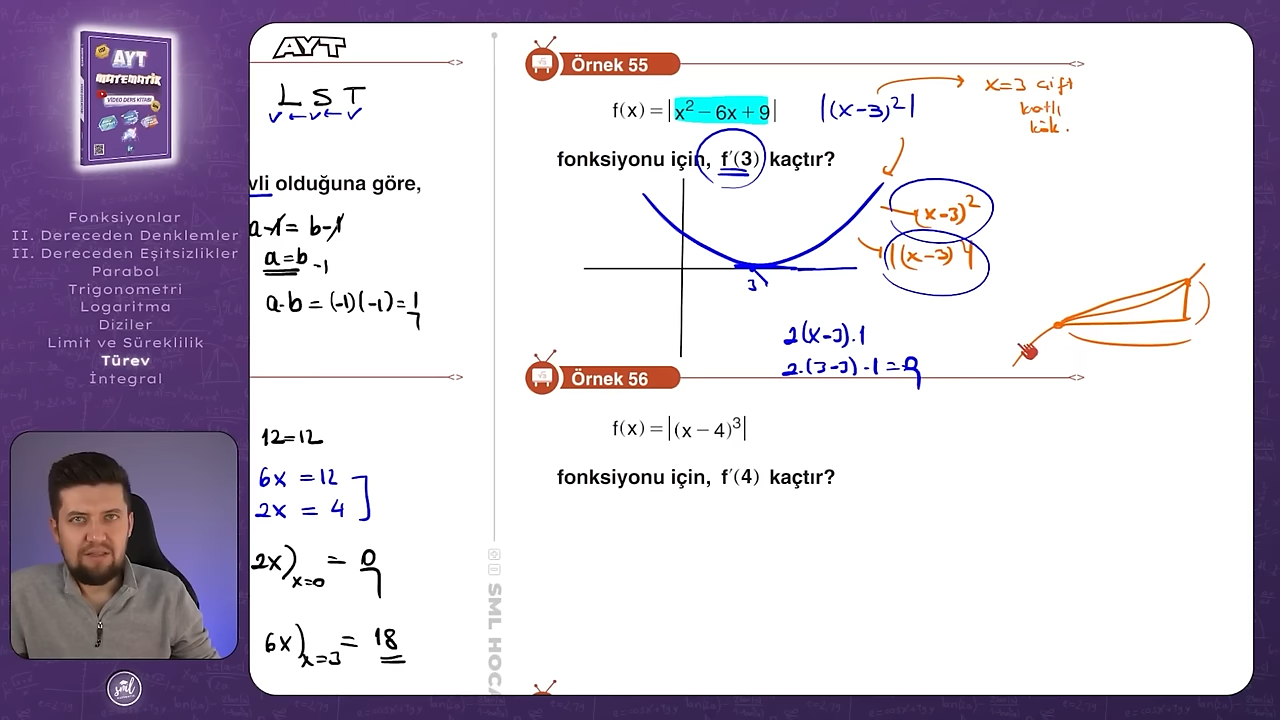 AYT
MATEMATİK
VİDEO DERS KİTABI
Fonksiyonlar
II. Dereceden Denklemler
II. Dereceden Eşitsizlikler
Parabol
Trigonometri
Logaritma
Diziler
Limit ve Süreklilik
Türev
İntegral
sml
AYT
L S T
vli olduğuna göre,
a-1 = b-1
a=b -1
a·b = (-1)(-1) = 1
12=12
6x = 12
2x = 4
2x)x=0 = 0
6x)x=3 = 18
SML HOCA
Örnek 55
f(x) = |x² – 6x + 9|
|(x-3)²|
x=3 çift
katlı
kök.
fonksiyonu için, f′(3) kaçtır?
(x-3)²
3
2(x-3).1
2.(3-3).1=0
Örnek 56
f(x) = |(x – 4)³|
fonksiyonu için, f′(4) kaçtır?